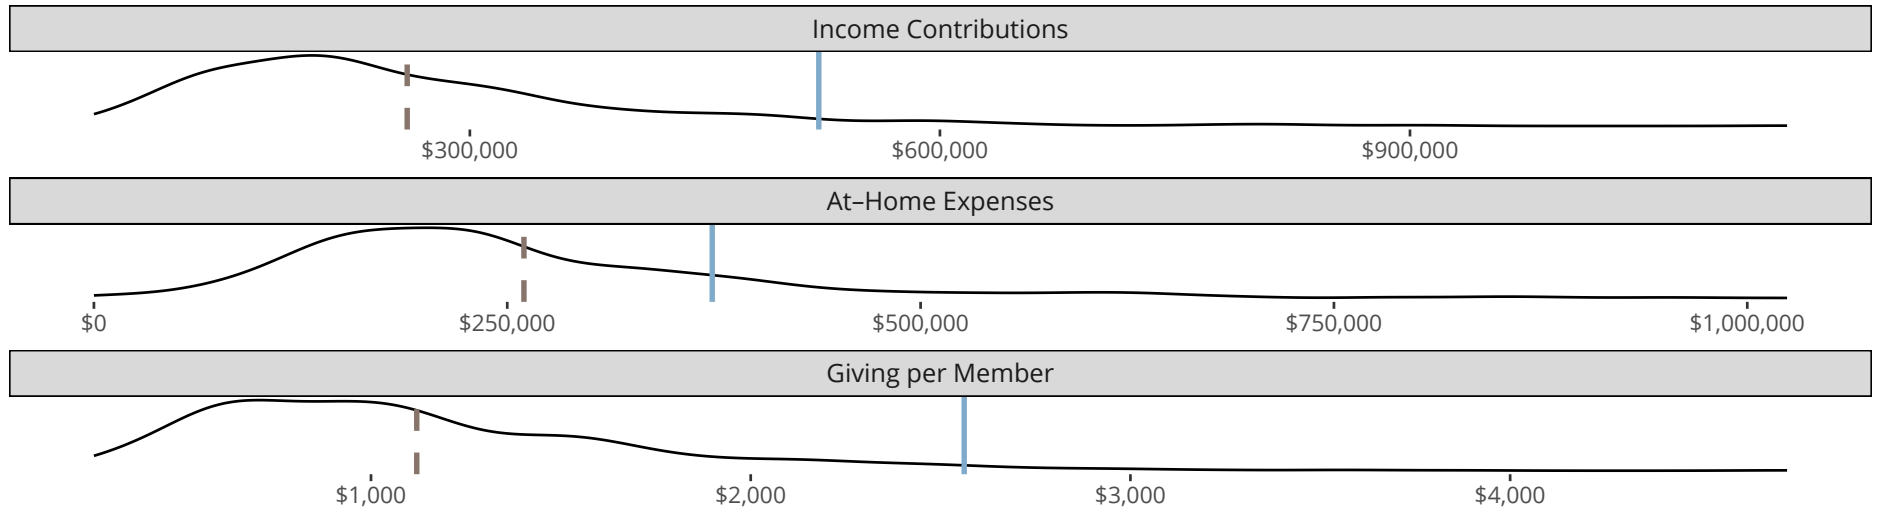 Income Contributions
$300,000 $600,000 $900,000
At–Home Expenses
$0 $250,000 $500,000 $750,000 $1,000,000
Giving per Member
$1,000 $2,000 $3,000 $4,000